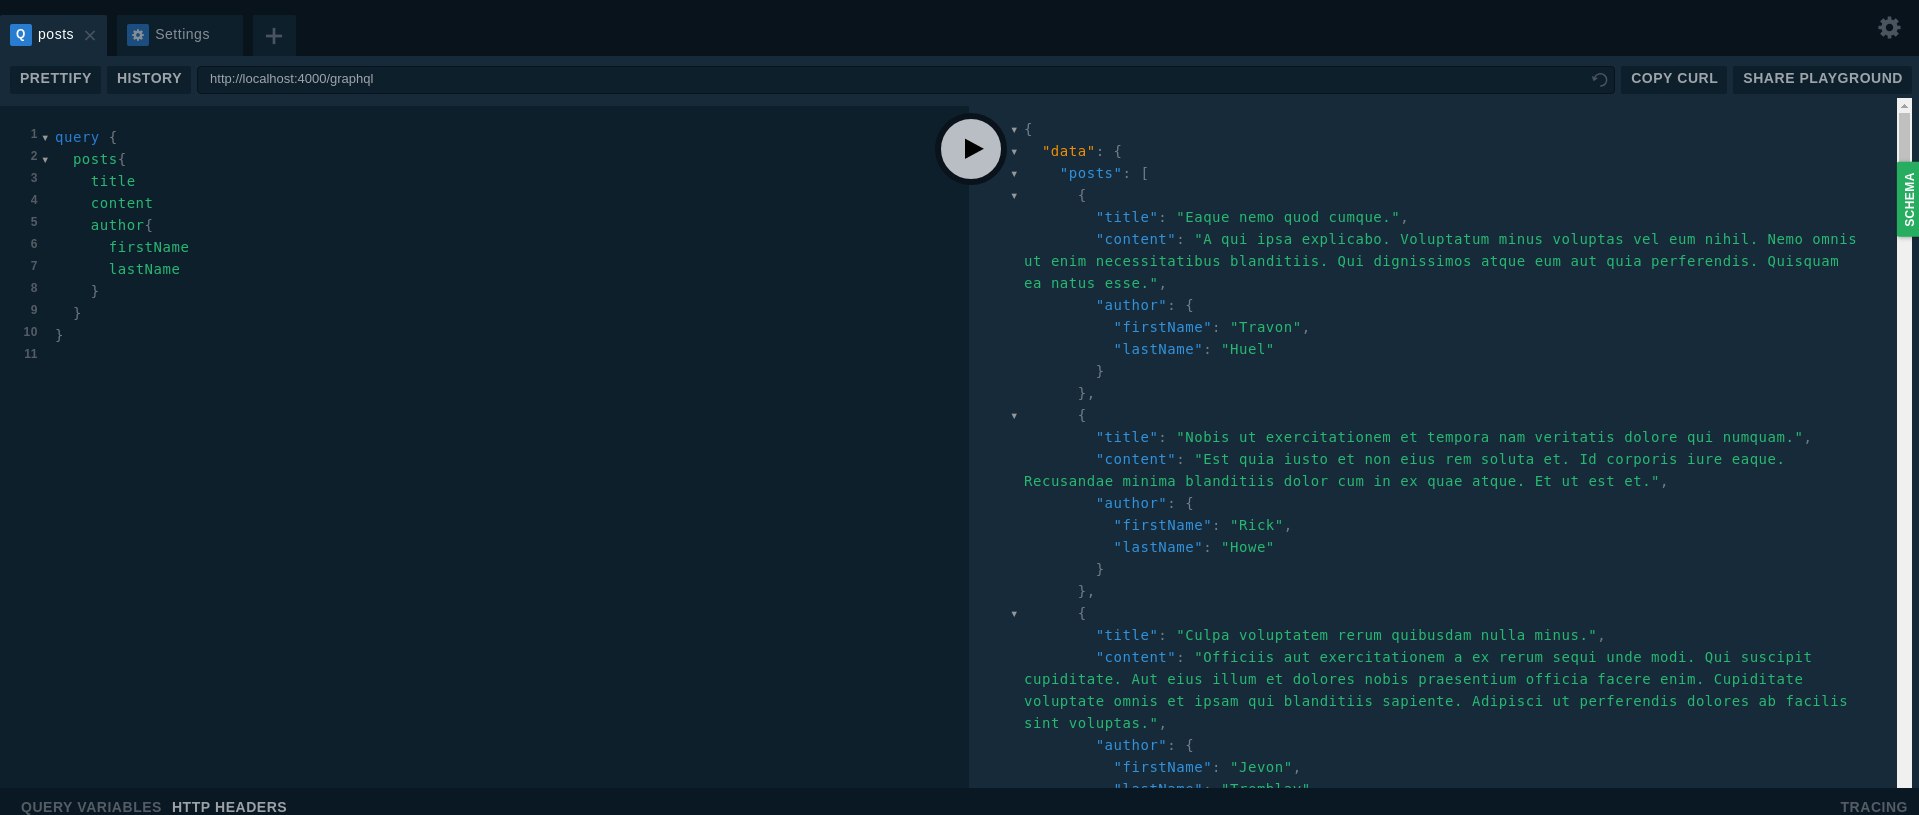 Q posts Settings
PRETTIFY HISTORY http://localhost:4000/graphql COPY CURL SHARE PLAYGROUND
1 query {
2 posts{
3 title
4 content
5 author{
6 firstName
7 lastName
8 }
9 }
10 }
11
{
"data": {
"posts": [
{
"title": "Eaque nemo quod cumque.",
"content": "A qui ipsa explicabo. Voluptatum minus voluptas vel eum nihil. Nemo omnis
ut enim necessitatibus blanditiis. Qui dignissimos atque eum aut quia perferendis. Quisquam
ea natus esse.",
"author": {
"firstName": "Travon",
"lastName": "Huel"
}
},
{
"title": "Nobis ut exercitationem et tempora nam veritatis dolore qui numquam.",
"content": "Est quia iusto et non eius rem soluta et. Id corporis iure eaque.
Recusandae minima blanditiis dolor cum in ex quae atque. Et ut est et.",
"author": {
"firstName": "Rick",
"lastName": "Howe"
}
},
{
"title": "Culpa voluptatem rerum quibusdam nulla minus.",
"content": "Officiis aut exercitationem a ex rerum sequi unde modi. Qui suscipit
cupiditate. Aut eius illum et dolores nobis praesentium officia facere enim. Cupiditate
voluptate omnis et ipsam qui blanditiis sapiente. Adipisci ut perferendis dolores ab facilis
sint voluptas.",
"author": {
"firstName": "Jevon",
"lastName": "Tremblay"
SCHEMA
QUERY VARIABLES HTTP HEADERS TRACING